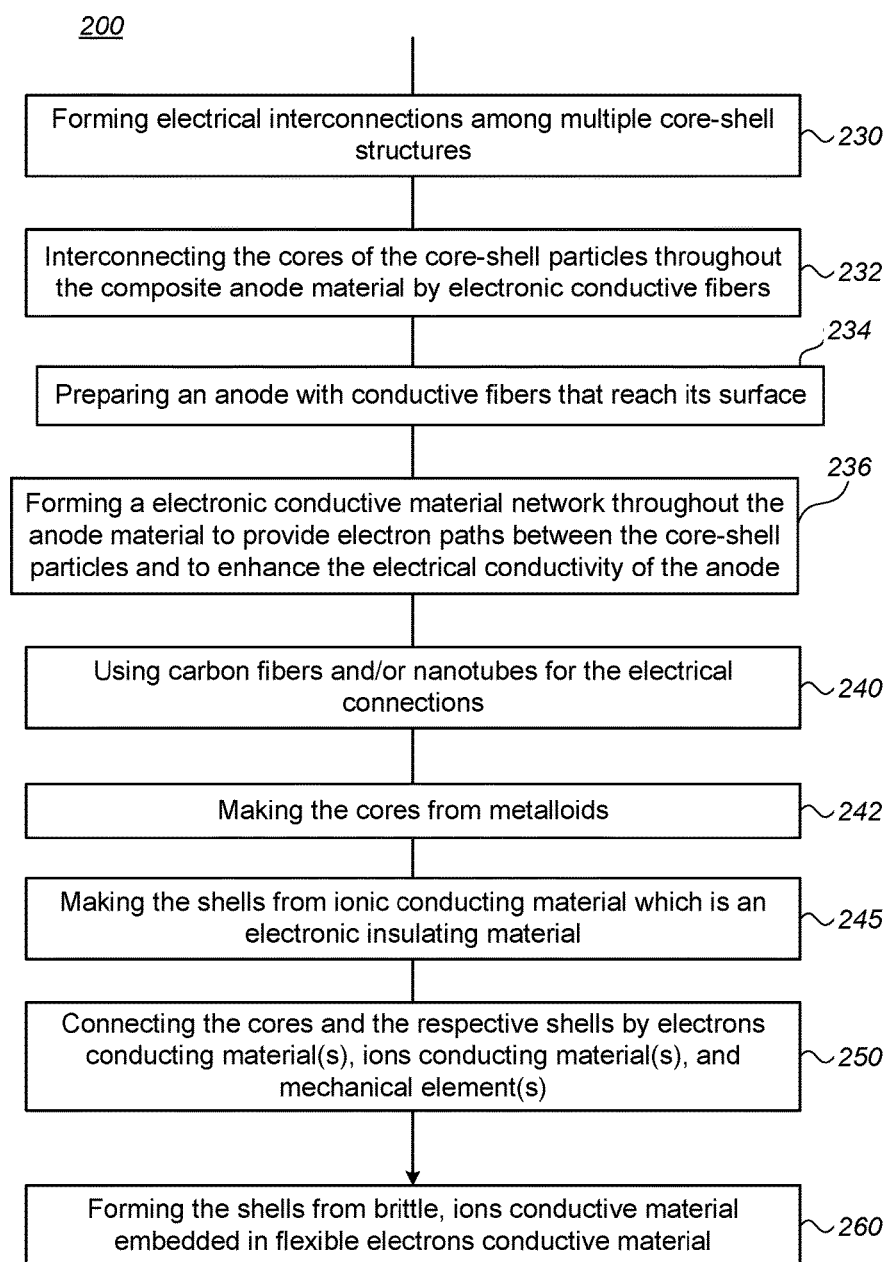 200
Forming electrical interconnections among multiple core-shell
structures
230
Interconnecting the cores of the core-shell particles throughout
the composite anode material by electronic conductive fibers
232
234
Preparing an anode with conductive fibers that reach its surface
236
Forming a electronic conductive material network throughout the
anode material to provide electron paths between the core-shell
particles and to enhance the electrical conductivity of the anode
Using carbon fibers and/or nanotubes for the electrical
connections
240
Making the cores from metalloids
242
Making the shells from ionic conducting material which is an
electronic insulating material
245
Connecting the cores and the respective shells by electrons
conducting material(s), ions conducting material(s), and
mechanical element(s)
250
Forming the shells from brittle, ions conductive material
embedded in flexible electrons conductive material
260